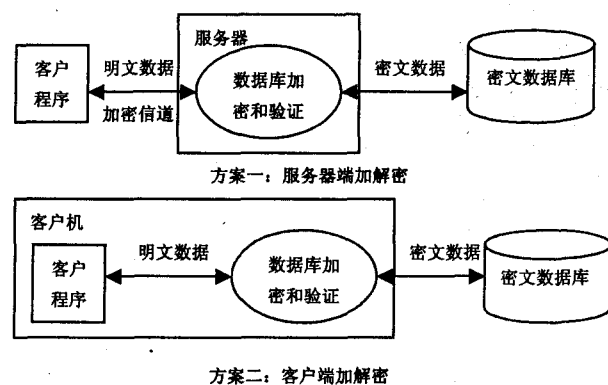 服务器
客户
程序
明文数据
加密信道
数据库加
密和验证
密文数据
密文数据库
方案一：服务器端加解密
客户机
客户
程序
明文数据
数据库加
密和验证
密文数据
密文数据库
方案二：客户端加解密